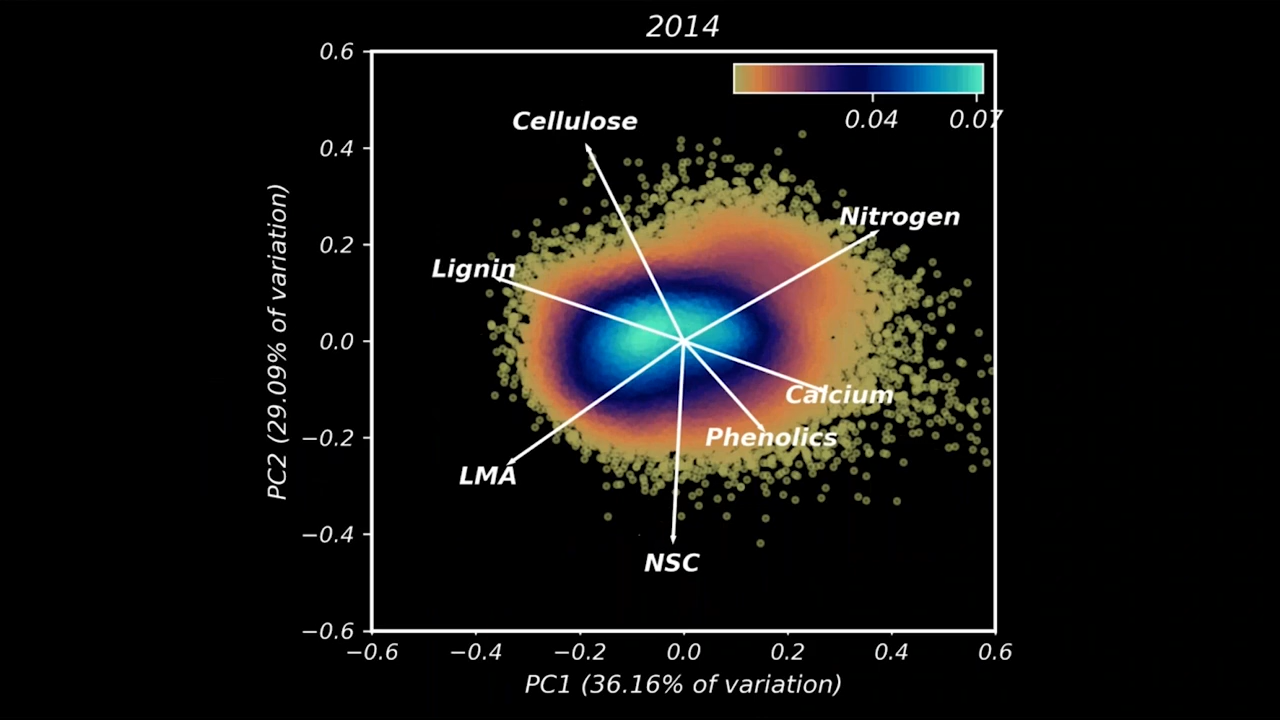 2014
0.6
0.04
0.07
Cellulose
0.4
Nitrogen
0.2
Lignin
0.0
Calcium
Phenolics
−0.2
LMA
−0.4
NSC
−0.6
PC2 (29.09% of variation)
−0.6 −0.4 −0.2 0.0 0.2 0.4 0.6
PC1 (36.16% of variation)